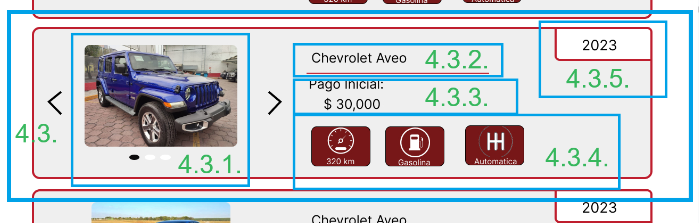 320 km Gasolina Automatica
2023
Chevrolet Aveo 4.3.2. 4.3.5.
Pago Inicial:
$ 30,000 4.3.3.
4.3.
4.3.1.
320 km Gasolina Automatica 4.3.4.
2023
Chevrolet Aveo